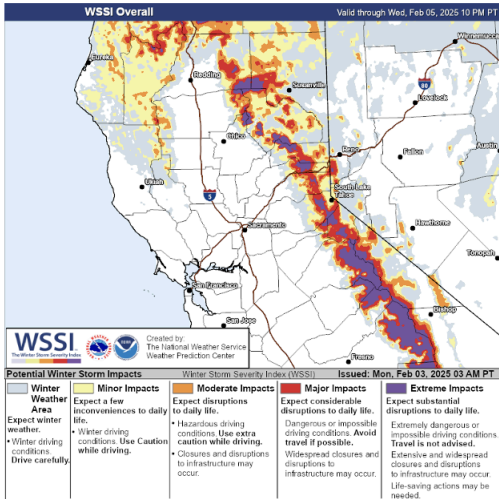 WSSI Overall
Valid through Wed, Feb 05, 2025 10 PM PT
Winnemucca
Eureka
Redding
Susanville
80
Lovelock
Chico
Reno
Fallon
Austin
Ukiah
South Lake
Tahoe
5
Sacramento
Hawthorne
Tonopah
San Francisco
San Jose
Bishop
Fresno
WSSI
The Winter Storm Severity Index
Created by:
The National Weather Service
Weather Prediction Center
Potential Winter Storm Impacts
Winter Storm Severity Index (WSSI)
Issued: Mon, Feb 03, 2025 03 AM PT
Winter
Weather
Area
Expect winter
weather.
• Winter driving
conditions.
Drive carefully.
Minor Impacts
Expect a few
inconveniences to daily
life.
• Winter driving
conditions. Use Caution
while driving.
Moderate Impacts
Expect disruptions
to daily life.
• Hazardous driving
conditions. Use extra
caution while driving.
• Closures and disruptions
to infrastructure may
occur.
Major Impacts
Expect considerable
disruptions to daily life.
Dangerous or impossible
driving conditions. Avoid
travel if possible.
Widespread closures and
disruptions to
infrastructure may occur.
Extreme Impacts
Expect substantial
disruptions to daily life.
Extremely dangerous or
impossible driving conditions.
Travel is not advised.
Extensive and widespread
closures and disruptions
to infrastructure may occur.
Life-saving actions may be
needed.